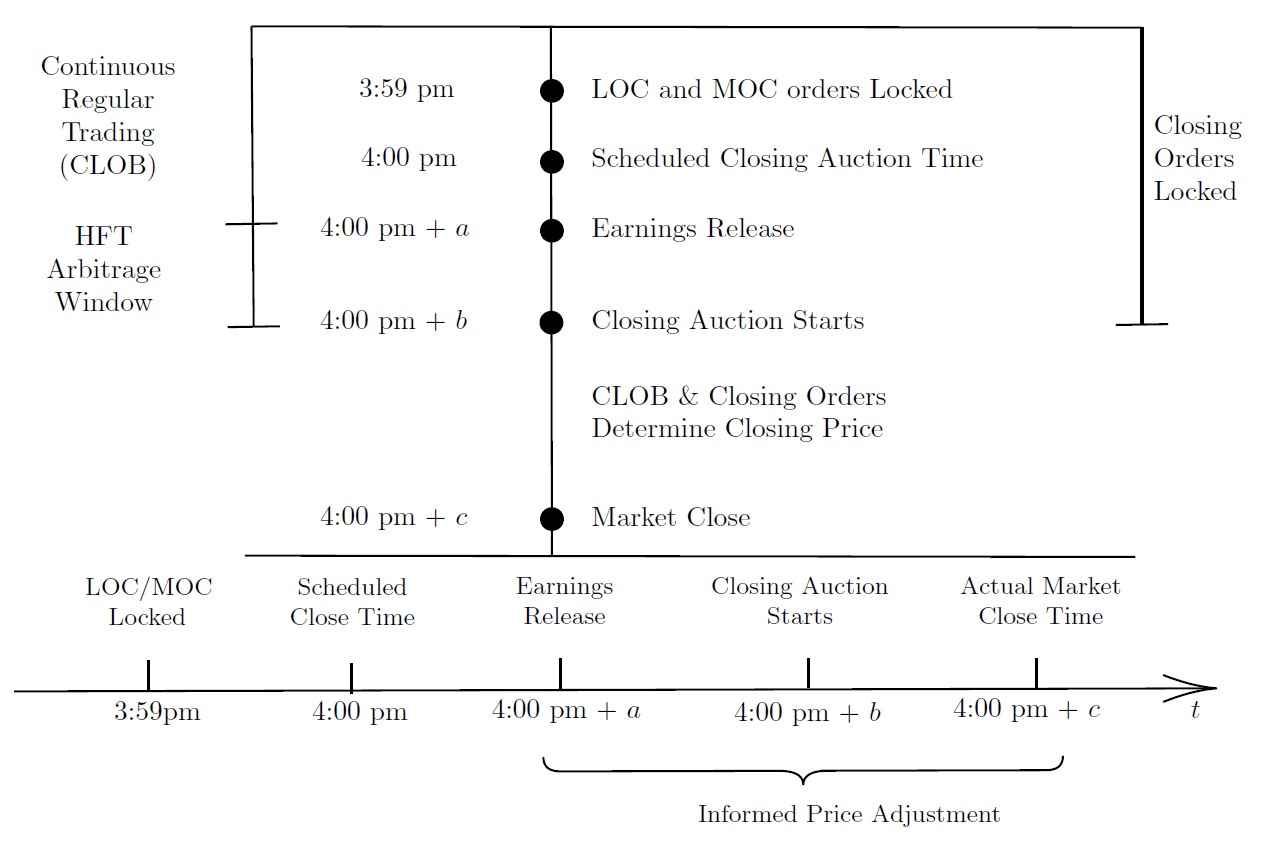 Continuous
Regular
Trading
(CLOB)
HFT
Arbitrage
Window
3:59 pm LOC and MOC orders Locked
4:00 pm Scheduled Closing Auction Time
4:00 pm + a Earnings Release
4:00 pm + b Closing Auction Starts
CLOB & Closing Orders
Determine Closing Price
4:00 pm + c Market Close
Closing
Orders
Locked
LOC/MOC
Locked
Scheduled
Close Time
Earnings
Release
Closing Auction
Starts
Actual Market
Close Time
3:59pm 4:00 pm 4:00 pm + a 4:00 pm + b 4:00 pm + c t
Informed Price Adjustment